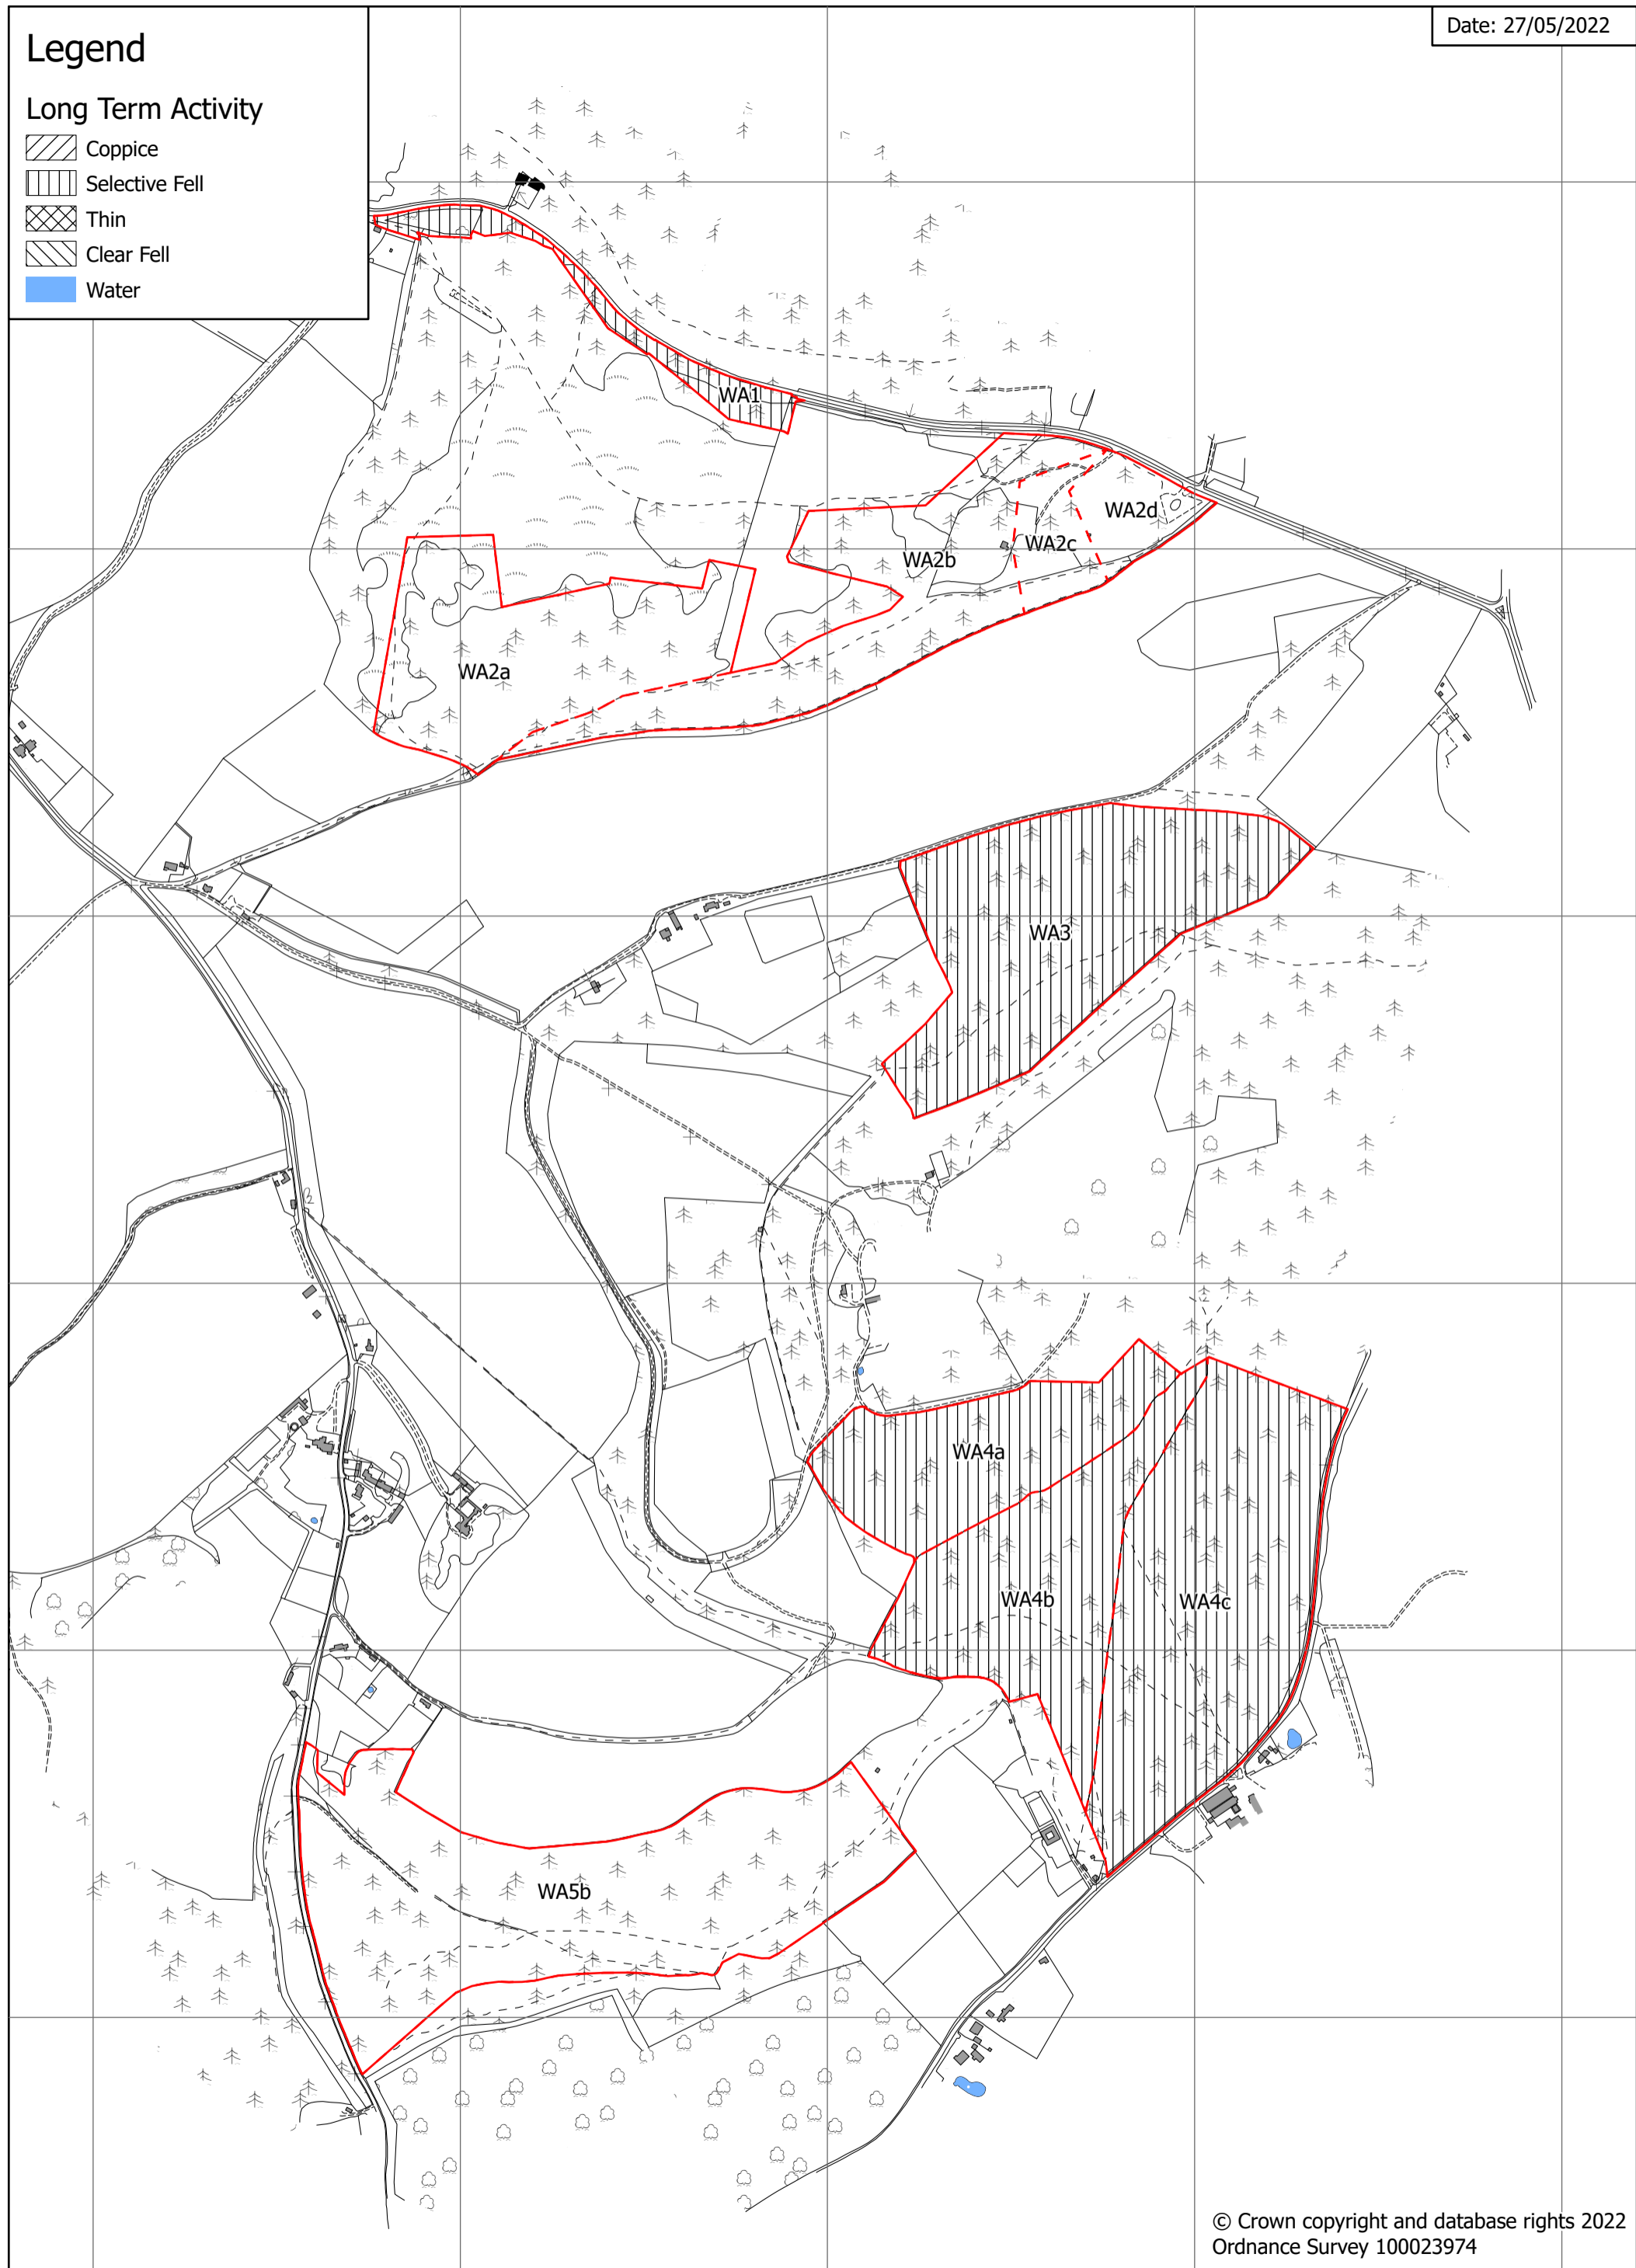 Legend
Date: 27/05/2022
Long Term Activity
Coppice
Selective Fell
Thin
Clear Fell
Water
WA1
WA2d
WA2c
WA2b
WA2a
WA3
WA4a
WA4b
WA4c
WA5b
© Crown copyright and database rights 2022
Ordnance Survey 100023974